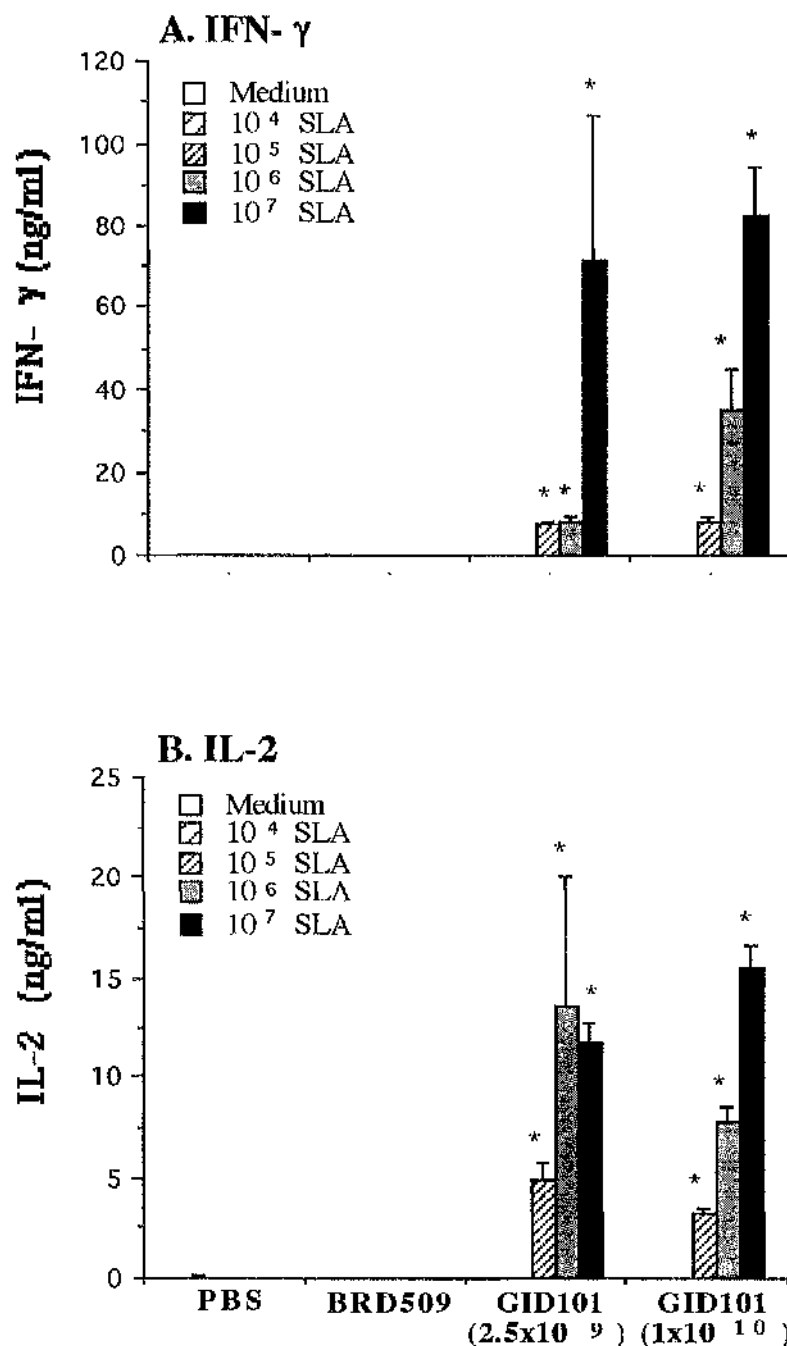 A. IFN- γ
IFN- γ (ng/ml)
120
100
80
60
40
20
0
Medium
10 4 SLA
10 5 SLA
10 6 SLA
10 7 SLA
* * *
* * *
B. IL-2
IL-2 (ng/ml)
25
20
15
10
5
0
Medium
10 4 SLA
10 5 SLA
10 6 SLA
10 7 SLA
* * *
* * *
PBS BRD509 GID101 GID101
(2.5x10 9 ) (1x10 10 )